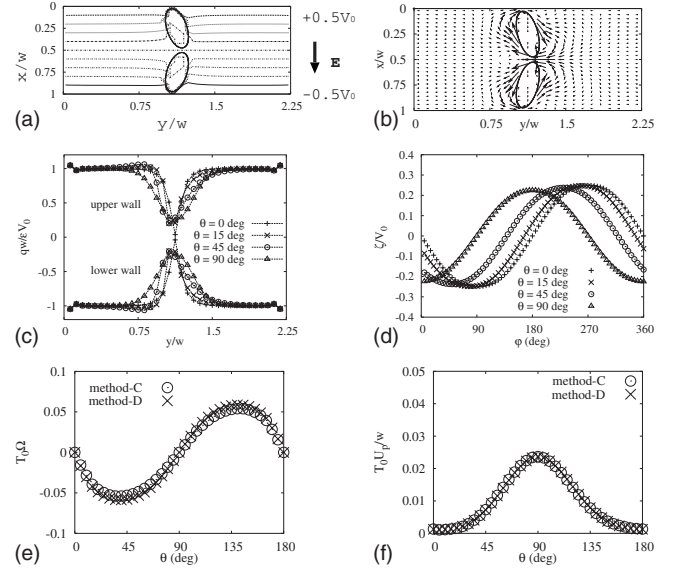 0
0.25
0.5
0.75
1
x/w
0 0.75 1.5 2.25
y/w
+0.5V₀
E
-0.5V₀
(a)
0
0.25
0.5
0.75
1
x/w
0 0.75 1.5 2.25
y/w
(b)
1
0.5
0
-0.5
-1
qw/εV₀
upper wall
lower wall
θ = 0 deg
θ = 15 deg
θ = 45 deg
θ = 90 deg
0 0.75 1.5 2.25
y/w
(c)
0.6
0.4
0.2
0
-0.2
-0.4
ζ/V₀
θ = 0 deg
θ = 15 deg
θ = 45 deg
θ = 90 deg
0 90 180 270 360
φ (deg)
(d)
0.1
0.05
0
-0.05
-0.1
T₀Ω
method-C
method-D
0 45 90 135 180
θ (deg)
(e)
0.05
0.04
0.03
0.02
0.01
0
T₀Uₚ/w
method-C
method-D
0 45 90 135 180
θ (deg)
(f)